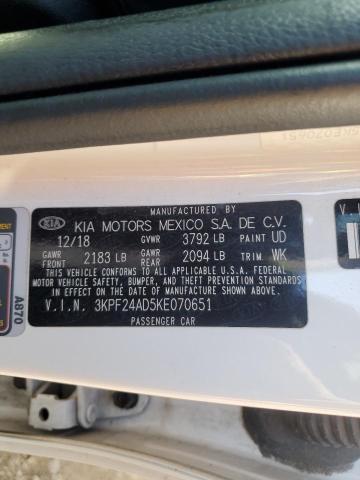 MANUFACTURED BY
KIA KIA MOTORS MEXICO S.A. DE C.V.
12/18 GVWR 3792 LB PAINT UD
GAWR FRONT 2183 LB GAWR REAR 2094 LB TRIM WK
THIS VEHICLE CONFORMS TO ALL APPLICABLE FEDERAL
MOTOR VEHICLE SAFETY, BUMPER, AND THEFT PREVENTION
STANDARDS IN EFFECT ON THE DATE OF MANUFACTURE SHOWN ABOVE.
V.I.N. 3KPF24AD5KE070651
PASSENGER CAR
A870
V.I.